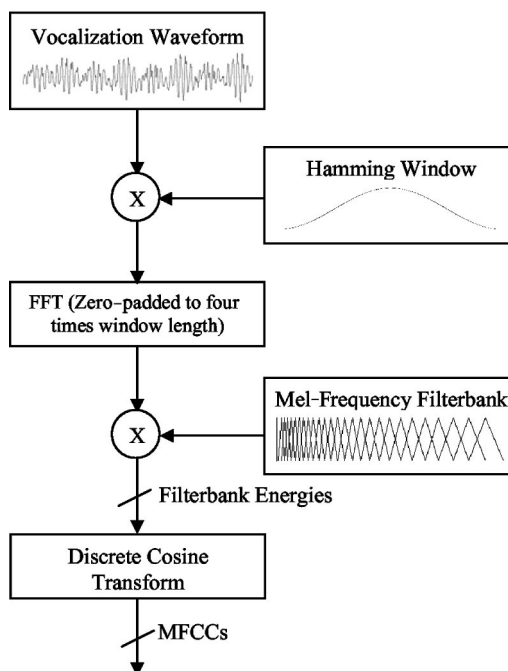 Vocalization Waveform
X
Hamming Window
FFT (Zero-padded to four
times window length)
X
Mel-Frequency Filterbank
Filterbank Energies
Discrete Cosine
Transform
MFCCs